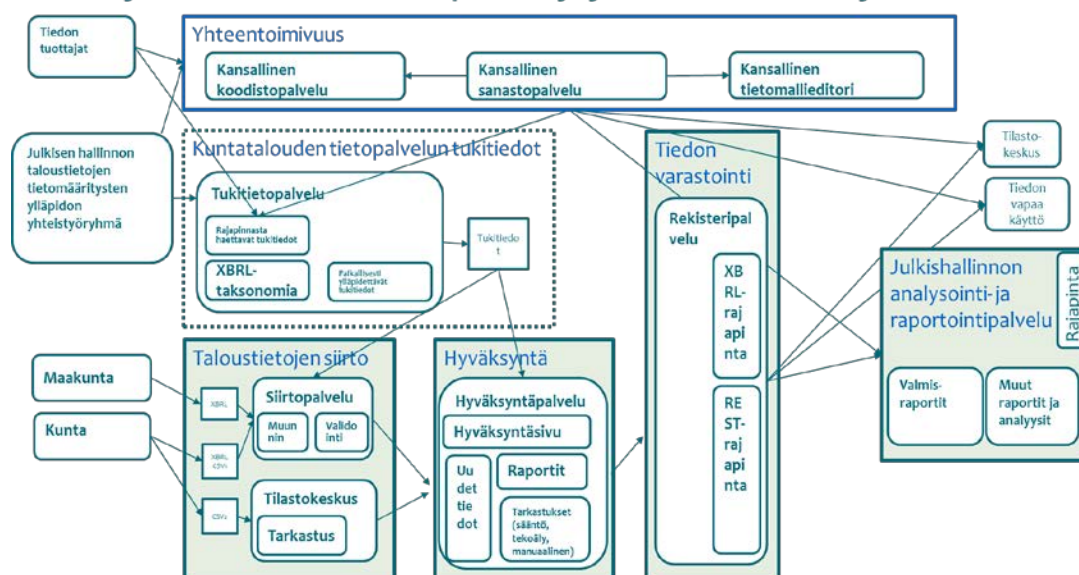 Yhteentoimivuus
Tiedon
tuottajat
Kansallinen
koodistopalvelu
Kansallinen
sanastopalvelu
Kansallinen
tietomallieditori
Julkisen hallinnon
taloustietojen
tietomääritysten
ylläpidon
yhteistyöryhmä
Kuntatalouden tietopalvelun tukitiedot
Tukitietopalvelu
Rajapinnasta
haettavat tukitiedot
XBRL-
taksonomia
Paikallisesti
ylläpidettävät
tukitiedot
Tukitiedo
t
Tiedon
varastointi
Rekisteripal
velu
XB
RL-
raj
api
nta
RE
ST-
raj
api
nta
Tilasto-
keskus
Tiedon
vapaa
käyttö
Julkishallinnon
analysointi- ja
raportointipalvelu
Rajapinta
Valmis-
raportit
Muut
raportit ja
analyysit
Maakunta
Kunta
Taloustietojen siirto
XBRL
XBRL
CSV
CSV
Siirtopalvelu
Muun
nin
Valido
inti
Tilastokeskus
Tarkastus
Hyväksyntä
Hyväksyntäpalvelu
Hyväksyntäsivu
Uu
det
tie
dot
Raportit
Tarkastukset
(sääntö,
tekoäly,
manuaalinen)